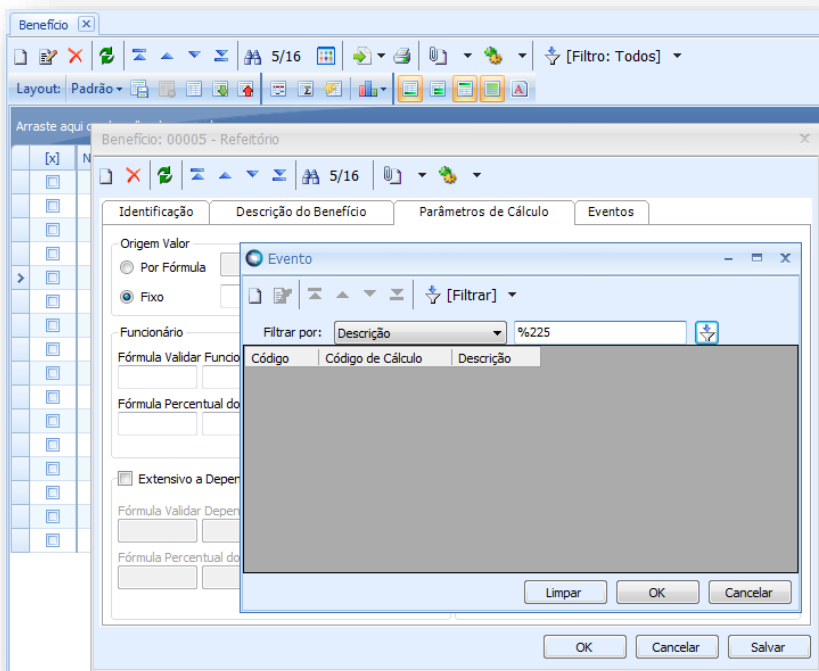 Benefício
5/16 [Filtro: Todos]
Layout: Padrão
Arraste aqui
[x] N
Benefício: 00005 - Refeitório
5/16
Identificação Descrição do Benefício Parâmetros de Cálculo Eventos
Origem Valor
Por Fórmula
Fixo
Funcionário
Fórmula Validar Funcio
Fórmula Percentual do
Extensivo a Depen
Fórmula Validar Depen
Fórmula Percentual do
Evento
[Filtrar]
Filtrar por: Descrição %225
Código Código de Cálculo Descrição
Limpar OK Cancelar
OK Cancelar Salvar